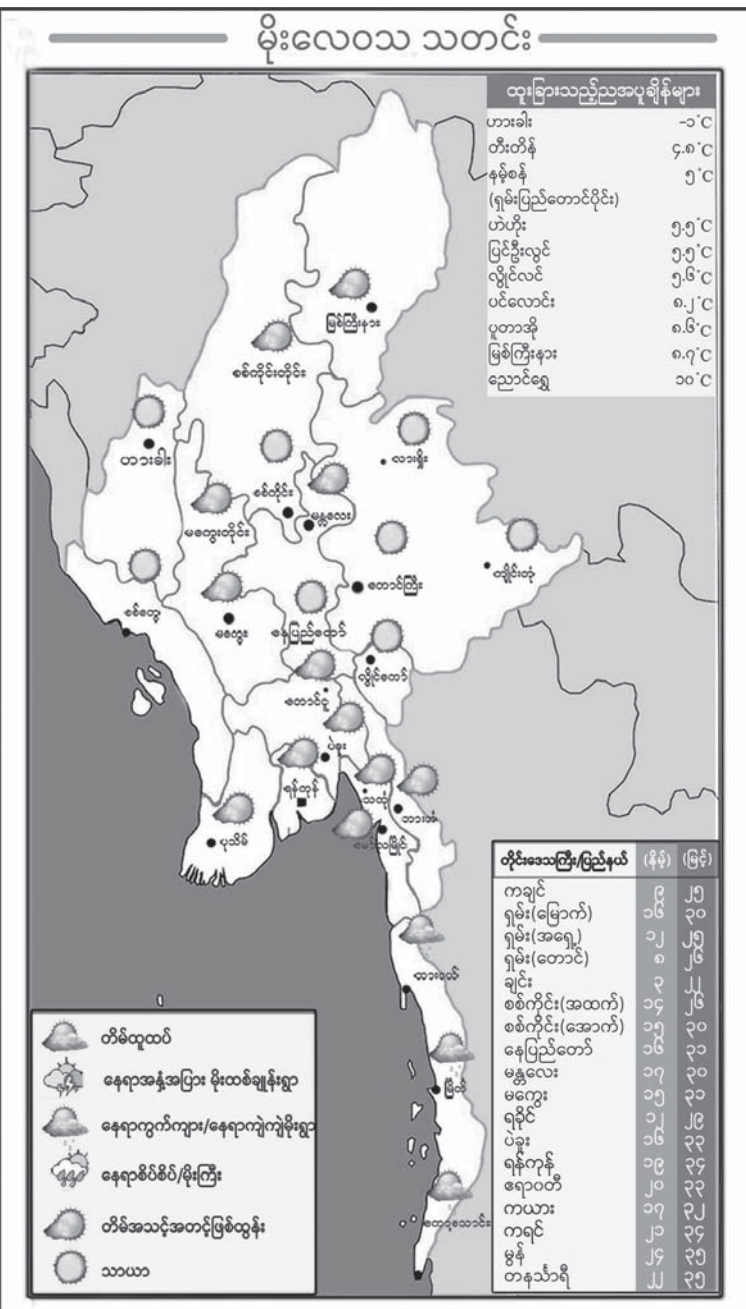 မိုးလေဝသ သတင်း
ထူးခြားသည့်ညအပူချိန်များ
ဟားခါး -၁°C
တီးတိန် ၄.၈°C
နမ့်စန် ၅°C
(ရှမ်းပြည်တောင်ပိုင်း)
ဟဲဟိုး ၅.၅°C
ပြင်ဦးလွင် ၅.၅°C
လွိုင်လင် ၅.၆°C
ပင်လောင်း ၈.၂°C
ပူတာအို ၈.၆°C
မြစ်ကြီးနား ၈.၇°C
ညောင်ရွှေ ၁၀°C
မြစ်ကြီးနား
စစ်ကိုင်းတိုင်း
ဟားခါး
လားရှိုး
စစ်ကိုင်း
မန္တလေး
မကွေးတိုင်း
ကျိုင်းတုံ
တောင်ကြီး
စစ်တွေ
မကွေး
နေပြည်တော်
လွိုင်ကော်
တောင်ငူ
ပဲခူး
ရန်ကုန်
သထုံ
ဘားအံ
ပုသိမ်
မော်လမြိုင်
ထားဝယ်
မြိတ်
ကော့သောင်း
တိမ်ထူထပ်
နေရာအနှံ့အပြား မိုးထစ်ချုန်းရွာ
နေရာကွက်ကျား/နေရာကျဲကျဲမိုးရွာ
နေရာစိပ်စိပ်/မိုးကြီး
တိမ်အသင့်အတင့်ဖြစ်ထွန်း
သာယာ
တိုင်းဒေသကြီး/ပြည်နယ် (နိမ့်) (မြင့်)
ကချင် ၉ ၂၅
ရှမ်း(မြောက်) ၁၆ ၃၀
ရှမ်း(အရှေ့) ၁၂ ၂၅
ရှမ်း(တောင်) ၈ ၂၆
ချင်း ၃ ၂၂
စစ်ကိုင်း(အထက်) ၁၄ ၂၆
စစ်ကိုင်း(အောက်) ၁၅ ၃၀
နေပြည်တော် ၁၆ ၃၁
မန္တလေး ၁၇ ၃၀
မကွေး ၁၅ ၃၁
ရခိုင် ၁၂ ၂၉
ပဲခူး ၁၆ ၃၃
ရန်ကုန် ၁၉ ၃၄
ဧရာဝတီ ၂၀ ၃၃
ကယား ၁၇ ၃၂
ကရင် ၂၁ ၃၄
မွန် ၂၄ ၃၅
တနင်္သာရီ ၂၂ ၃၅